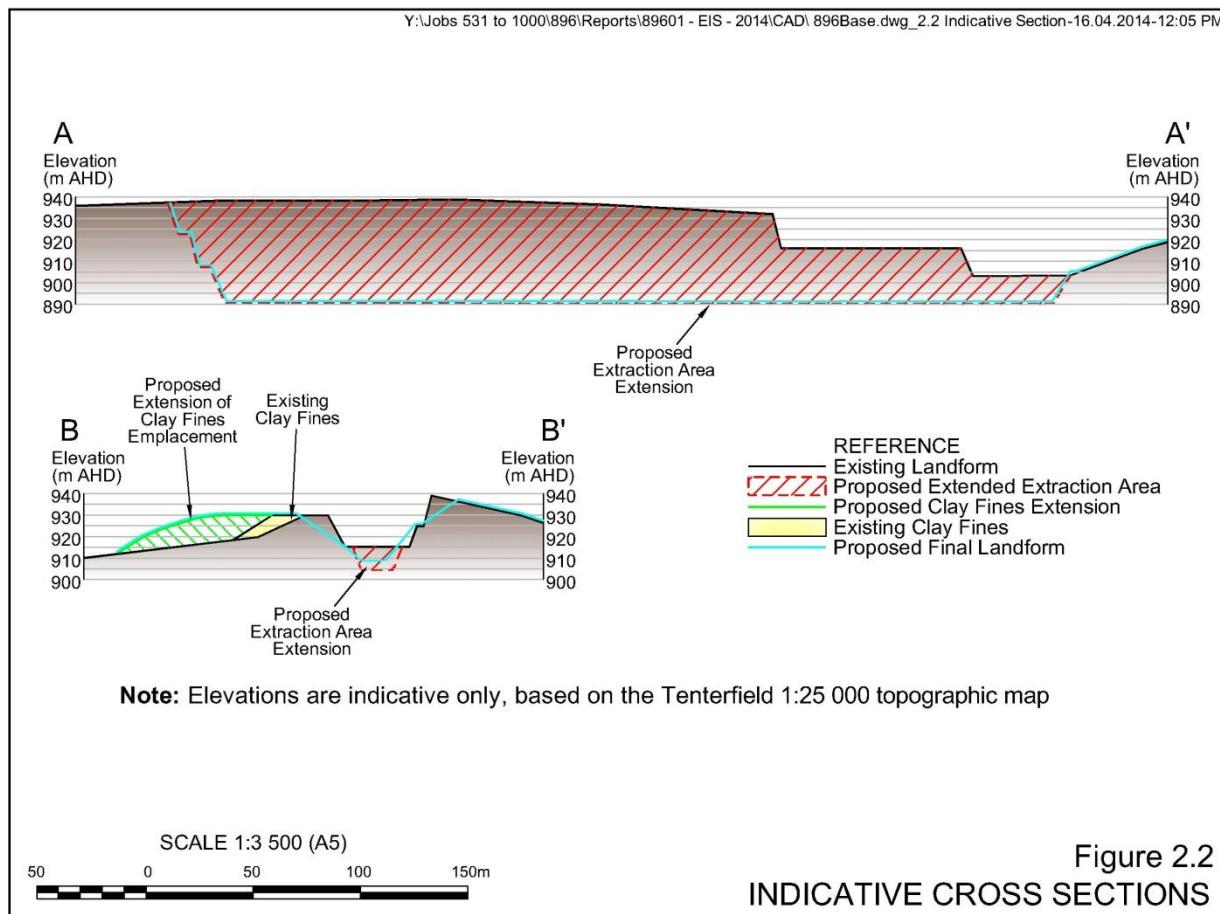 Y:\Jobs 531 to 1000\896\Reports\89601 - EIS - 2014\CAD\ 896Base.dwg_2.2 Indicative Section-16.04.2014-12:05 PM
A
A'
Elevation
(m AHD)
Elevation
(m AHD)
940
930
920
910
900
890
940
930
920
910
900
890
Proposed
Extraction Area
Extension
Proposed
Extension of
Clay Fines
Emplacement
Existing
Clay Fines
B
B'
Elevation
(m AHD)
Elevation
(m AHD)
940
930
920
910
900
940
930
920
910
900
Proposed
Extraction Area
Extension
REFERENCE
Existing Landform
Proposed Extended Extraction Area
Proposed Clay Fines Extension
Existing Clay Fines
Proposed Final Landform
Note: Elevations are indicative only, based on the Tenterfield 1:25 000 topographic map
SCALE 1:3 500 (A5)
50 0 50 100 150m
Figure 2.2
INDICATIVE CROSS SECTIONS